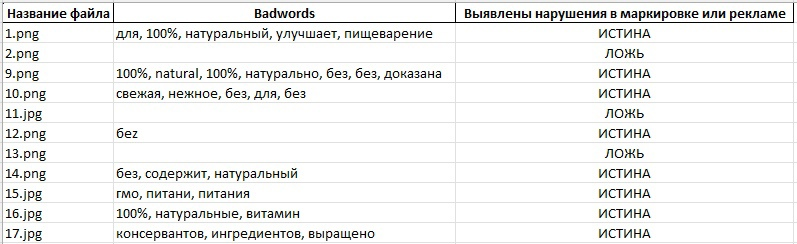 Название файла Badwords Выявлены нарушения в маркировке или рекламе
1.png для, 100%, натуральный, улучшает, пищеварение ИСТИНА
2.png ЛОЖЬ
9.png 100%, natural, 100%, натурально, без, без, доказана ИСТИНА
10.png свежая, нежное, без, для, без ИСТИНА
11.jpg ЛОЖЬ
12.png беz ИСТИНА
13.png ЛОЖЬ
14.png без, содержит, натуральный ИСТИНА
15.jpg гмо, питани, питания ИСТИНА
16.jpg 100%, натуральные, витамин ИСТИНА
17.jpg консервантов, ингредиентов, выращено ИСТИНА